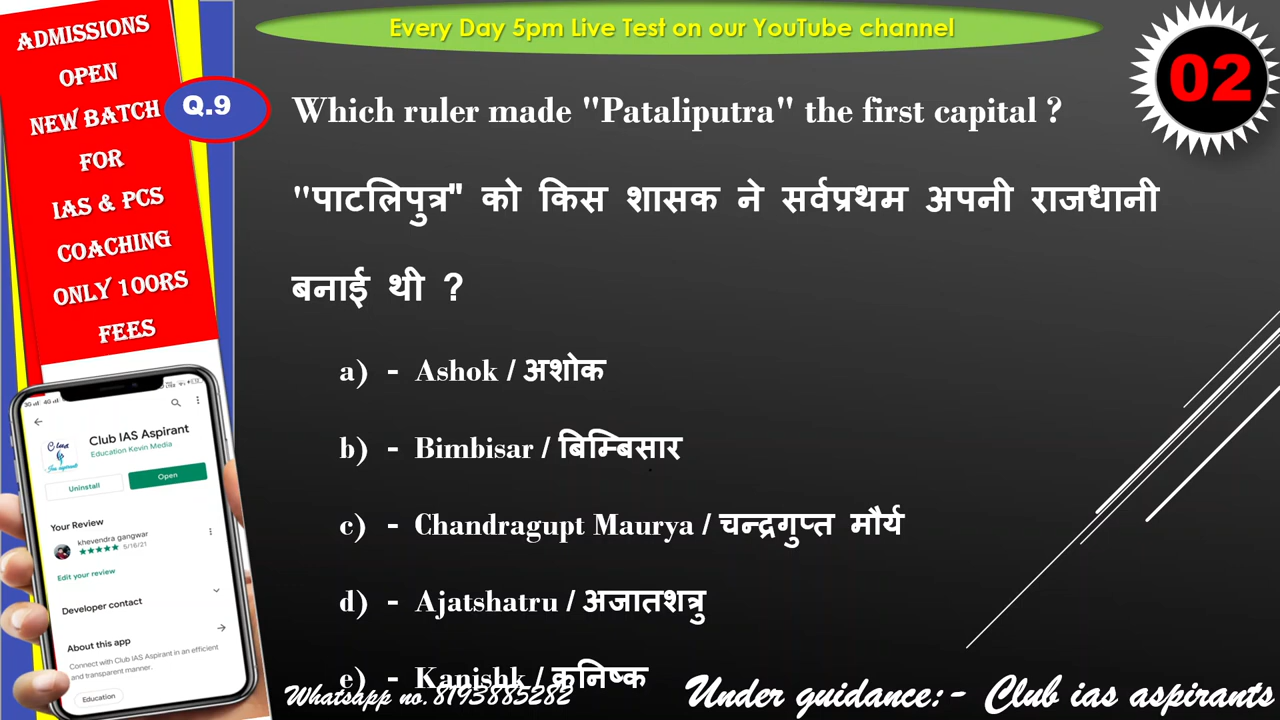 Every Day 5pm Live Test on our YouTube channel
ADMISSIONS
OPEN
NEW BATCH
FOR
IAS & PCS
COACHING
ONLY 100RS
FEES
02
Q.9
Which ruler made "Pataliputra" the first capital ?
"पाटलिपुत्र" को किस शासक ने सर्वप्रथम अपनी राजधानी
बनाई थी ?
a) - Ashok / अशोक
b) - Bimbisar / बिम्बिसार
c) - Chandragupt Maurya / चन्द्रगुप्त मौर्य
d) - Ajatshatru / अजातशत्रु
e) - Kanishk / कनिष्क
Club IAS Aspirant
Education Kevin Media
Uninstall
Open
Your Review
khevendra gangwar
5/16/21
Edit your review
Developer contact
About this app
Connect with Club IAS Aspirant in an efficient
and transparent manner.
Education
Whatsapp no. 8193885282
Under guidance:- Club ias aspirants